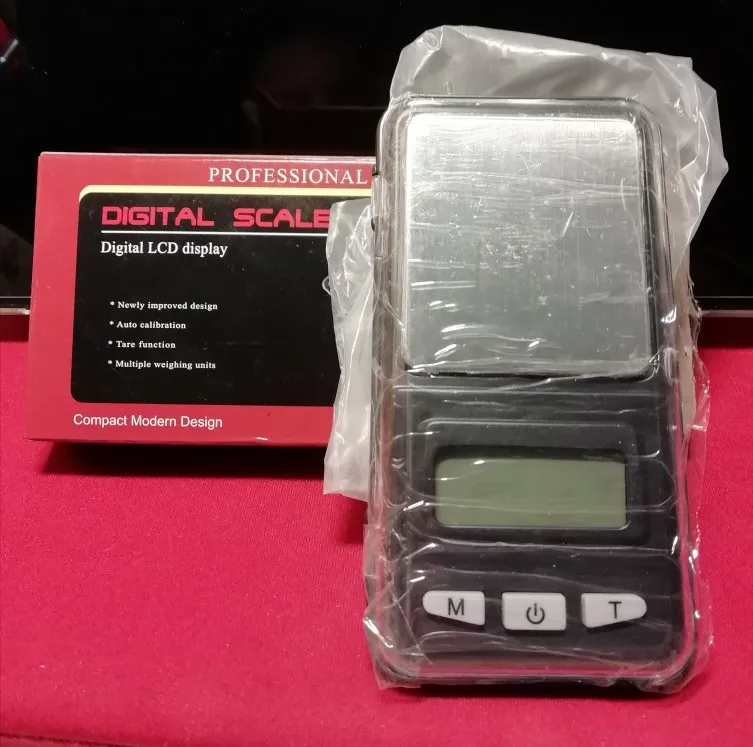 PROFESSIONAL
DIGITAL SCALE
Digital LCD display
* Newly improved design
* Auto calibration
* Tare function
* Multiple weighing units
Compact Modern Design
M
T